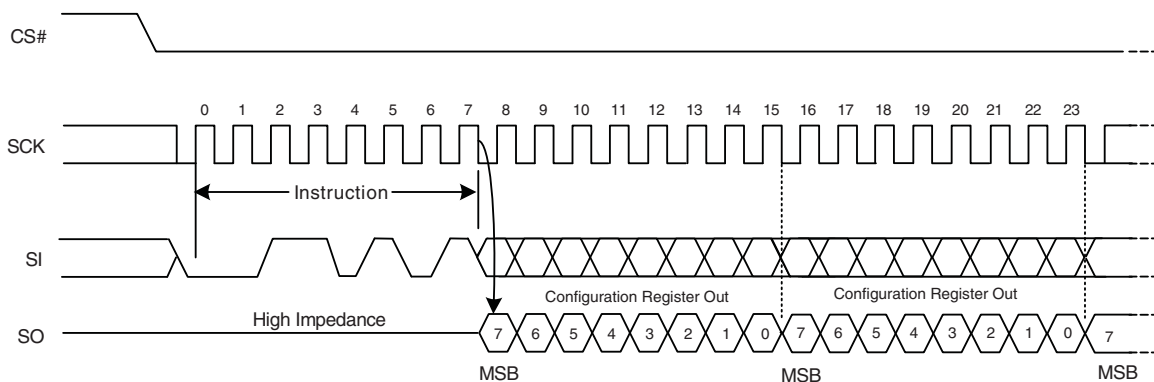 CS#
0 1 2 3 4 5 6 7 8 9 10 11 12 13 14 15 16 17 18 19 20 21 22 23
SCK
Instruction
SI
Configuration Register Out Configuration Register Out
High Impedance
SO 7 6 5 4 3 2 1 0 7 6 5 4 3 2 1 0 7
MSB MSB MSB